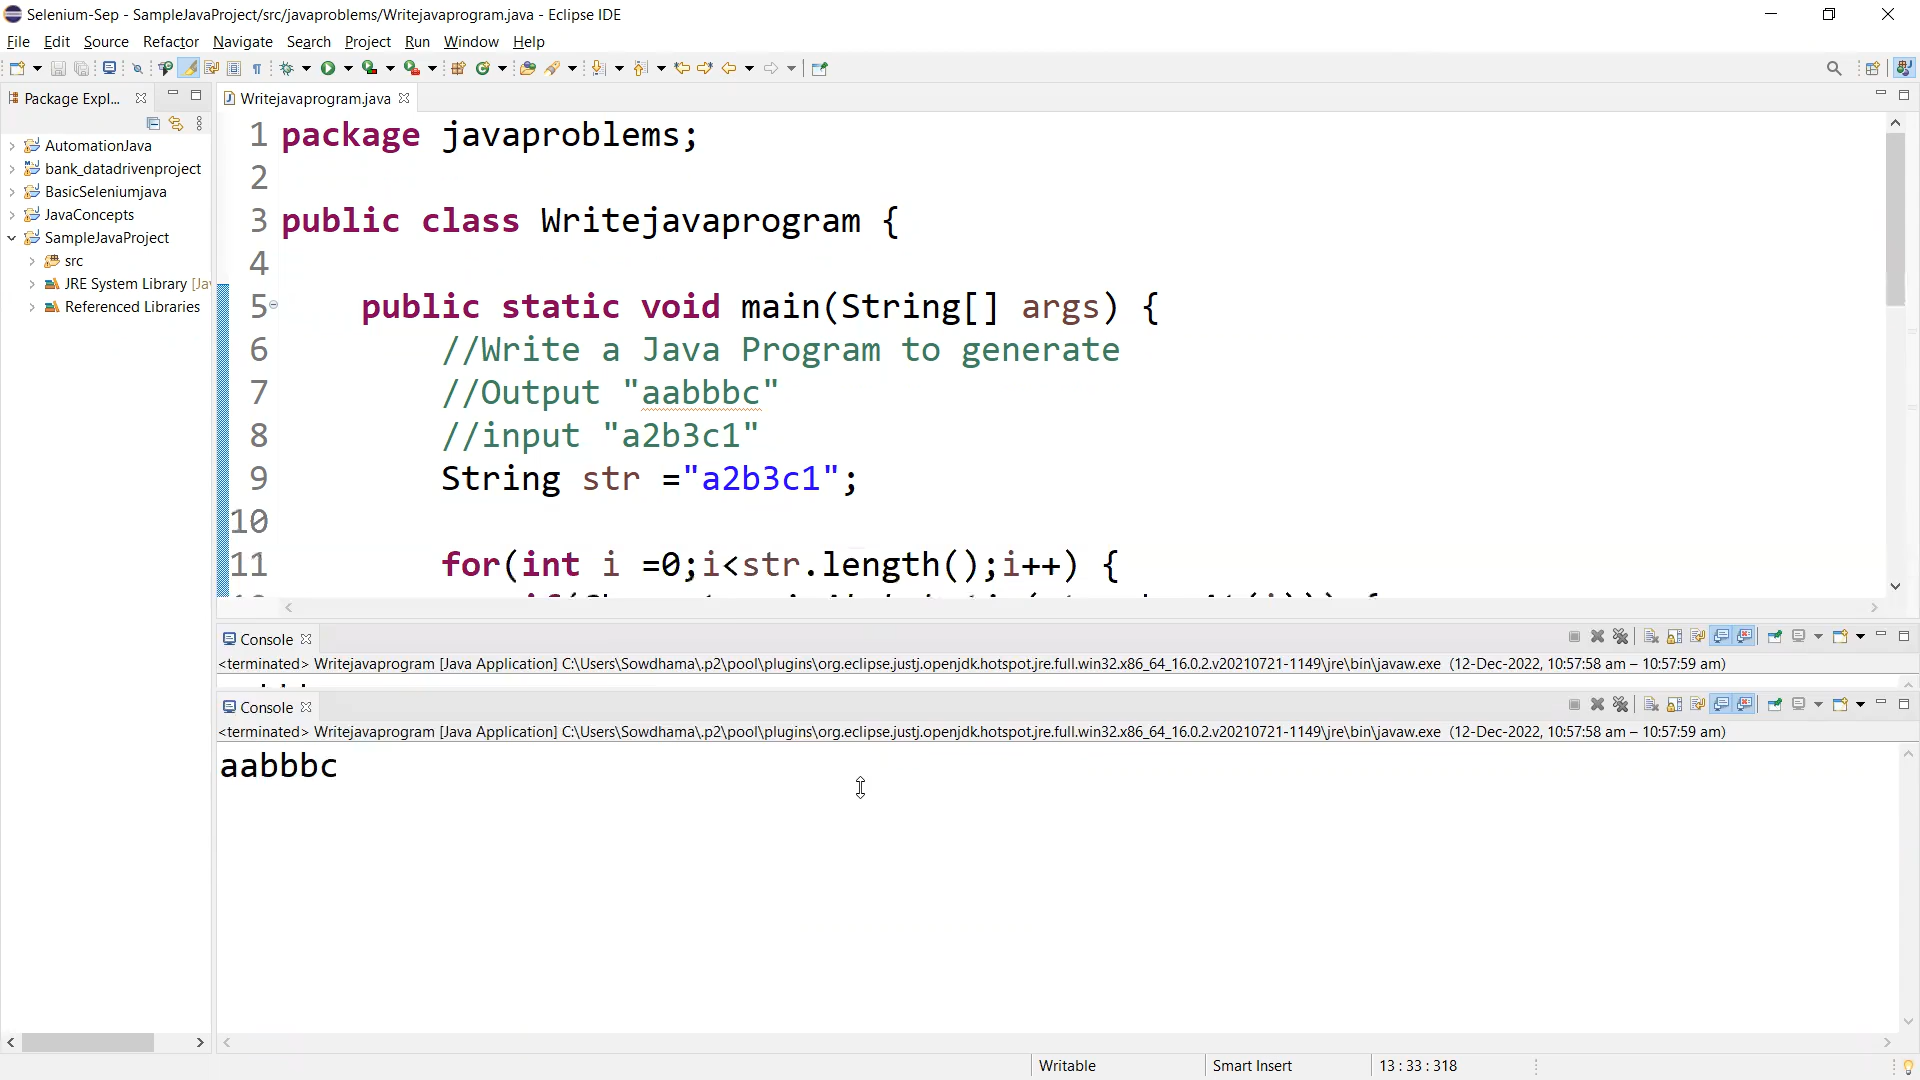 Selenium-Sep - SampleJavaProject/src/javaproblems/Writejavaprogram.java - Eclipse IDE
File Edit Source Refactor Navigate Search Project Run Window Help
Package Expl...
AutomationJava
bank_datadrivenproject
BasicSeleniumjava
JavaConcepts
SampleJavaProject
src
JRE System Library [Ja
Referenced Libraries
Writejavaprogram.java
1 package javaproblems;
2
3 public class Writejavaprogram {
4
5 public static void main(String[] args) {
6 //Write a Java Program to generate
7 //Output "aabbbc"
8 //input "a2b3c1"
9 String str ="a2b3c1";
10
11 for(int i =0;i<str.length();i++) {
Console
<terminated> Writejavaprogram [Java Application] C:\Users\Sowdhama\.p2\pool\plugins\org.eclipse.justj.openjdk.hotspot.jre.full.win32.x86_64_16.0.2.v20210721-1149\jre\bin\javaw.exe (12-Dec-2022, 10:57:58 am – 10:57:59 am)
Console
<terminated> Writejavaprogram [Java Application] C:\Users\Sowdhama\.p2\pool\plugins\org.eclipse.justj.openjdk.hotspot.jre.full.win32.x86_64_16.0.2.v20210721-1149\jre\bin\javaw.exe (12-Dec-2022, 10:57:58 am – 10:57:59 am)
aabbbc
Writable Smart Insert 13 : 33 : 318